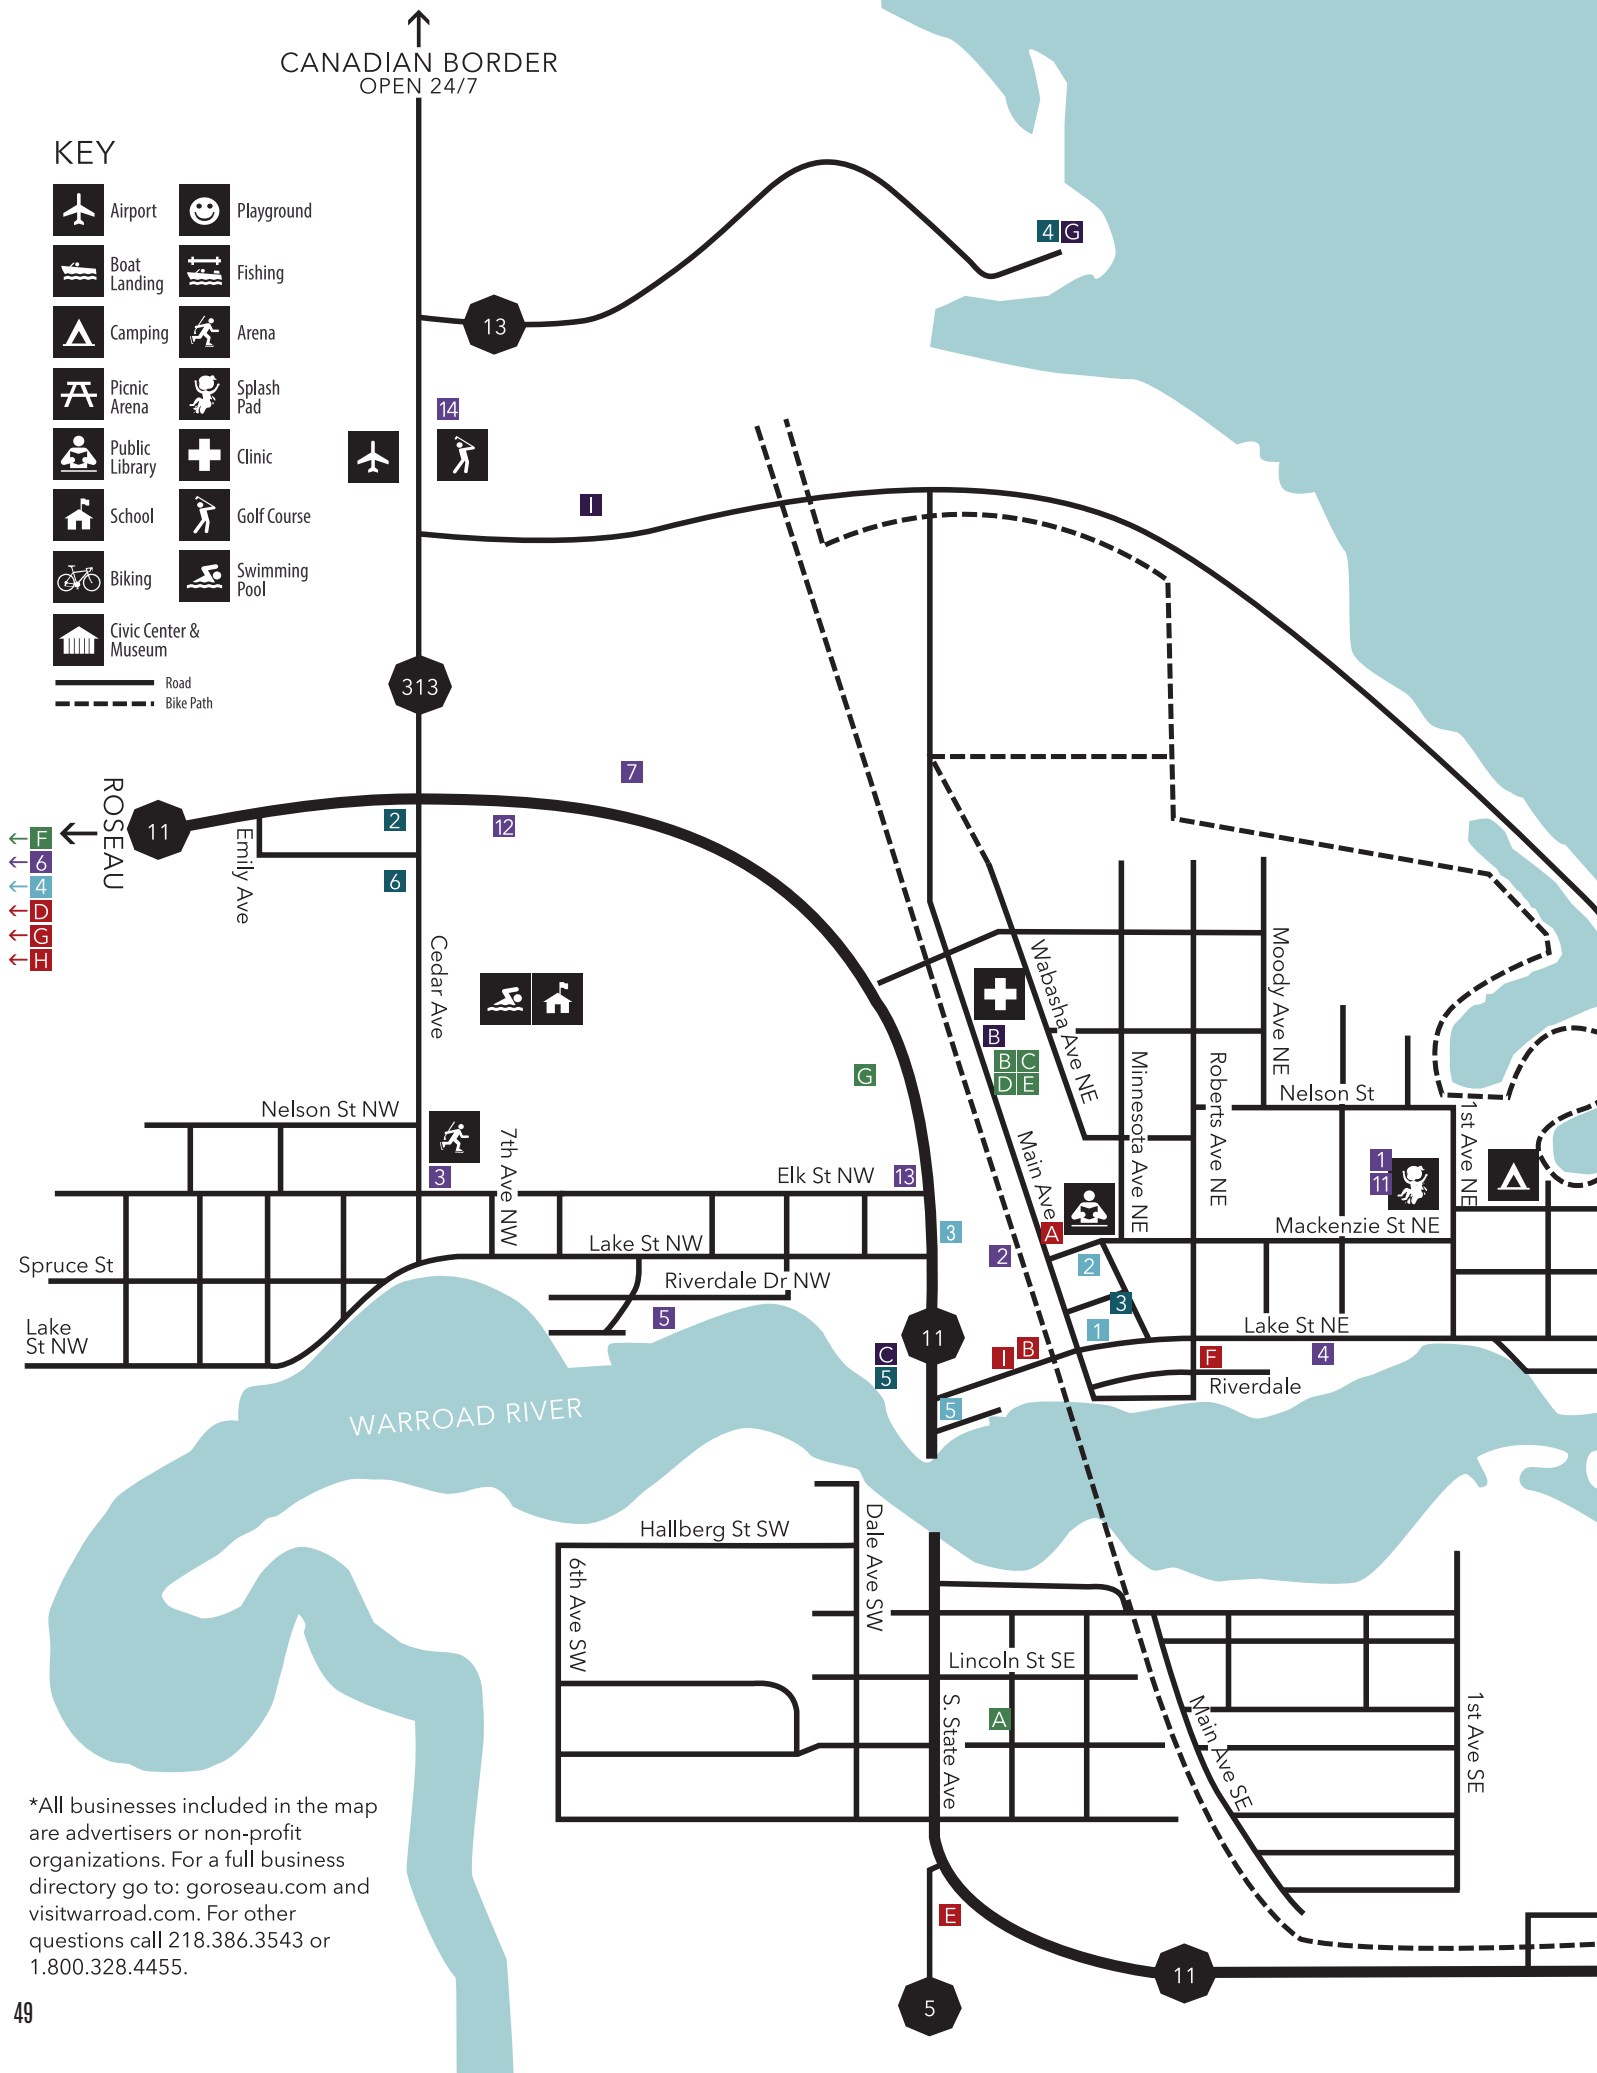 CANADIAN BORDER
OPEN 24/7
KEY
Airport
Playground
Boat
Landing
Fishing
Camping
Arena
Picnic
Arena
Splash
Pad
Public
Library
Clinic
School
Golf Course
Biking
Swimming
Pool
Civic Center &
Museum
Road
Bike Path
4 G
13
14
I
313
7
ROSEAU
11
2
12
F
6
4
D
G
H
Emily Ave
6
Cedar Ave
Wabasha Ave NE
Moody Ave NE
B
B C
D E
G
Minnesota Ave NE
Roberts Ave NE
Nelson St
1st Ave NE
Nelson St NW
7th Ave NW
Main Ave
3
Elk St NW
13
1
11
A
Mackenzie St NE
3
2
2
Lake St NW
Spruce St
Riverdale Dr NW
5
3
1
Lake
St NW
11
Lake St NE
4
C
5
I
B
F
Riverdale
5
WARROAD RIVER
Hallberg St SW
Dale Ave SW
6th Ave SW
Lincoln St SE
S. State Ave
A
Main Ave SE
1st Ave SE
*All businesses included in the map
are advertisers or non-profit
organizations. For a full business
directory go to: goroseau.com and
visitwarroad.com. For other
questions call 218.386.3543 or
1.800.328.4455.
E
11
5
49